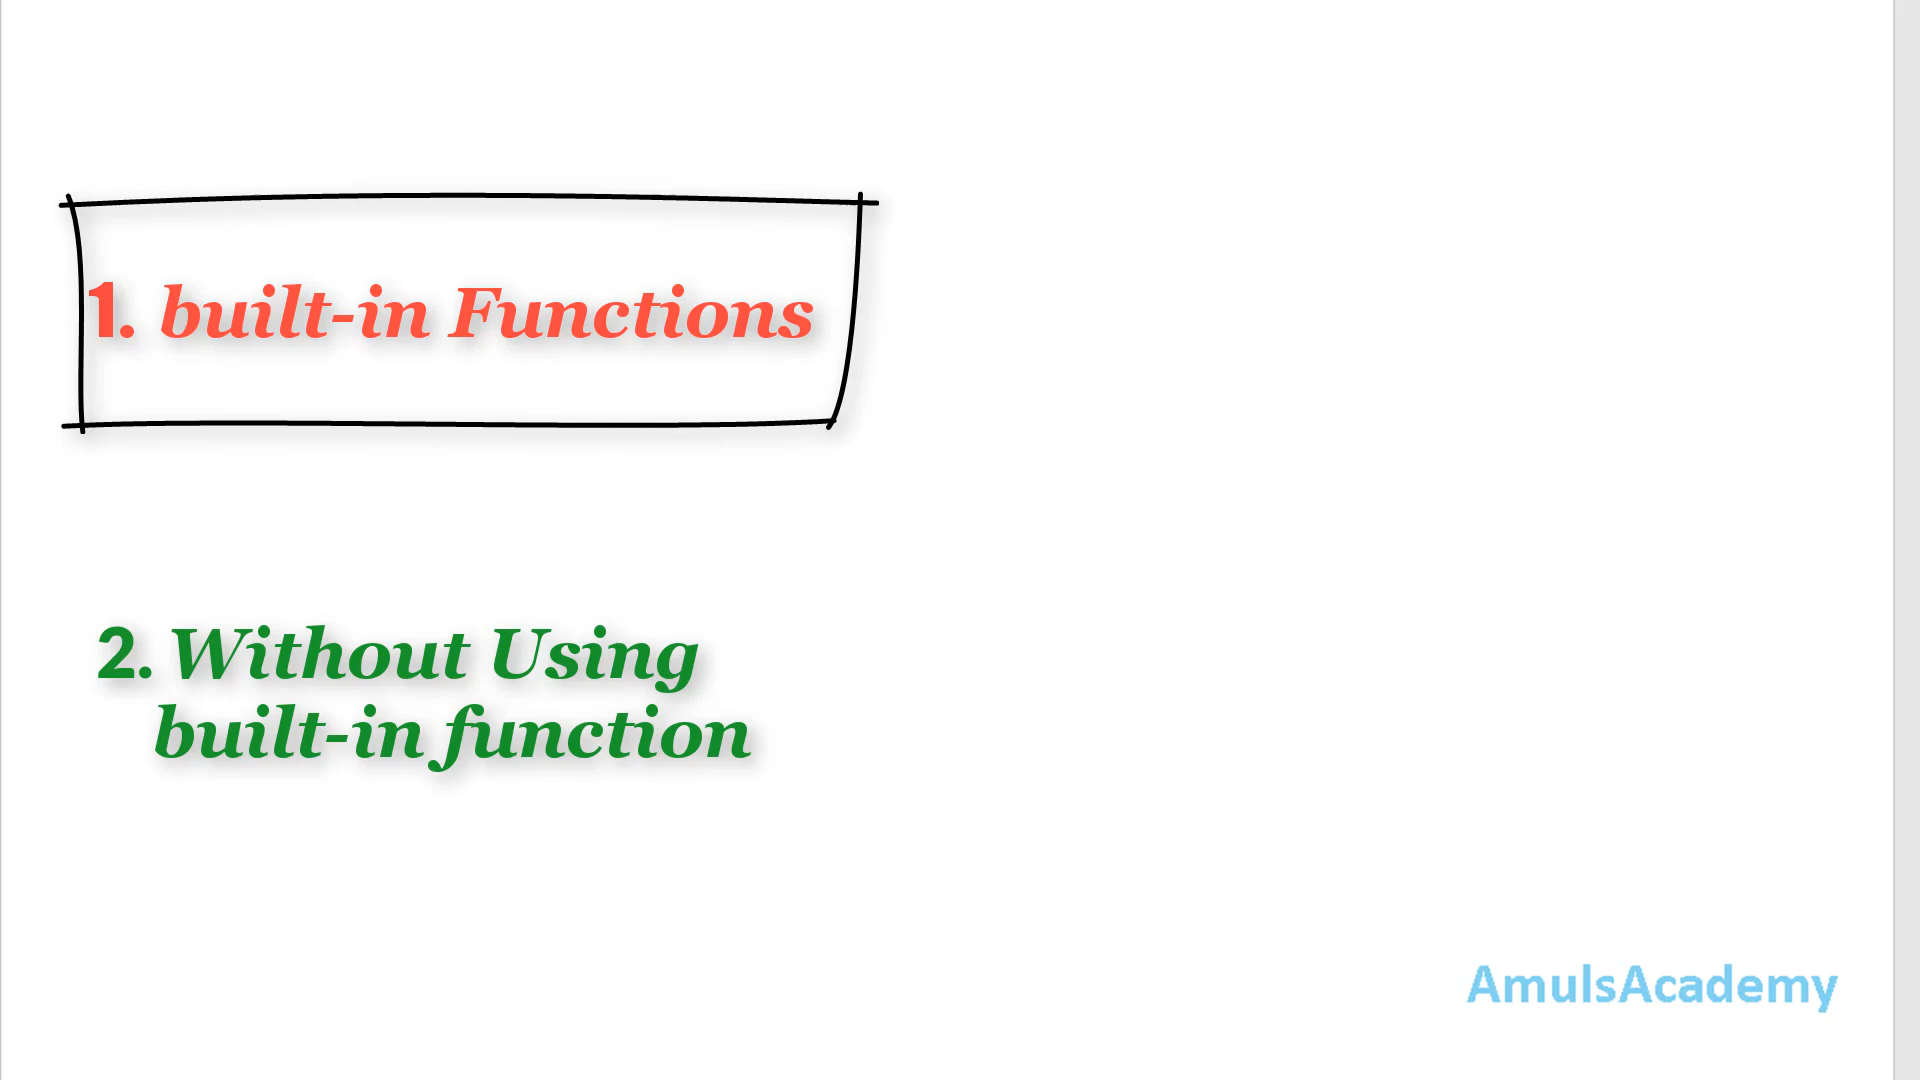 1. built-in Functions
2. Without Using
built-in function
AmulsAcademy